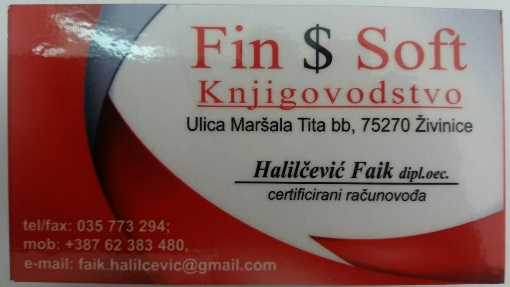 Fin $ Soft
Knjigovodstvo
Ulica Maršala Tita bb, 75270 Živinice
Halilčević Faik dipl.oec.
certificirani računovođa
tel/fax: 035 773 294;
mob: +387 62 383 480,
e-mail: faik.halilcevic@gmail.com